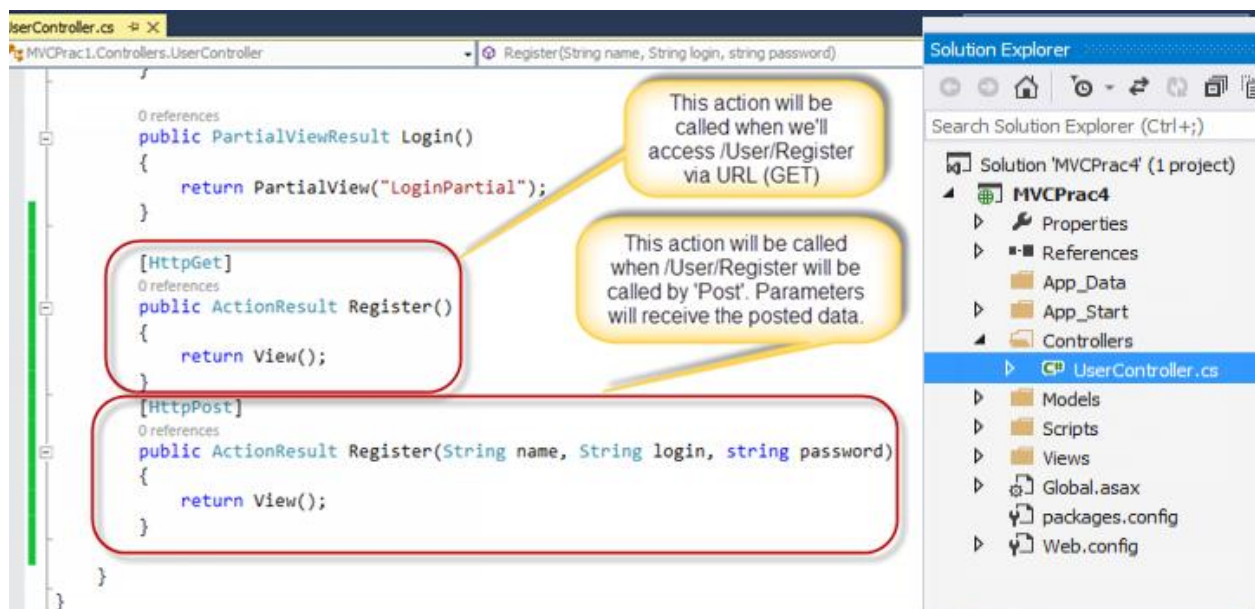 UserController.cs
MVCPrac1.Controllers.UserController
Register(String name, String login, string password)
}
0 references
public PartialViewResult Login()
{
return PartialView("LoginPartial");
}
[HttpGet]
0 references
public ActionResult Register()
{
return View();
}
[HttpPost]
0 references
public ActionResult Register(String name, String login, string password)
{
return View();
}
}
}
This action will be
called when we'll
access /User/Register
via URL (GET)
This action will be called
when /User/Register will be
called by 'Post'. Parameters
will receive the posted data.
Solution Explorer
Search Solution Explorer (Ctrl+;)
Solution 'MVCPrac4' (1 project)
MVCPrac4
Properties
References
App_Data
App_Start
Controllers
C# UserController.cs
Models
Scripts
Views
Global.asax
packages.config
Web.config